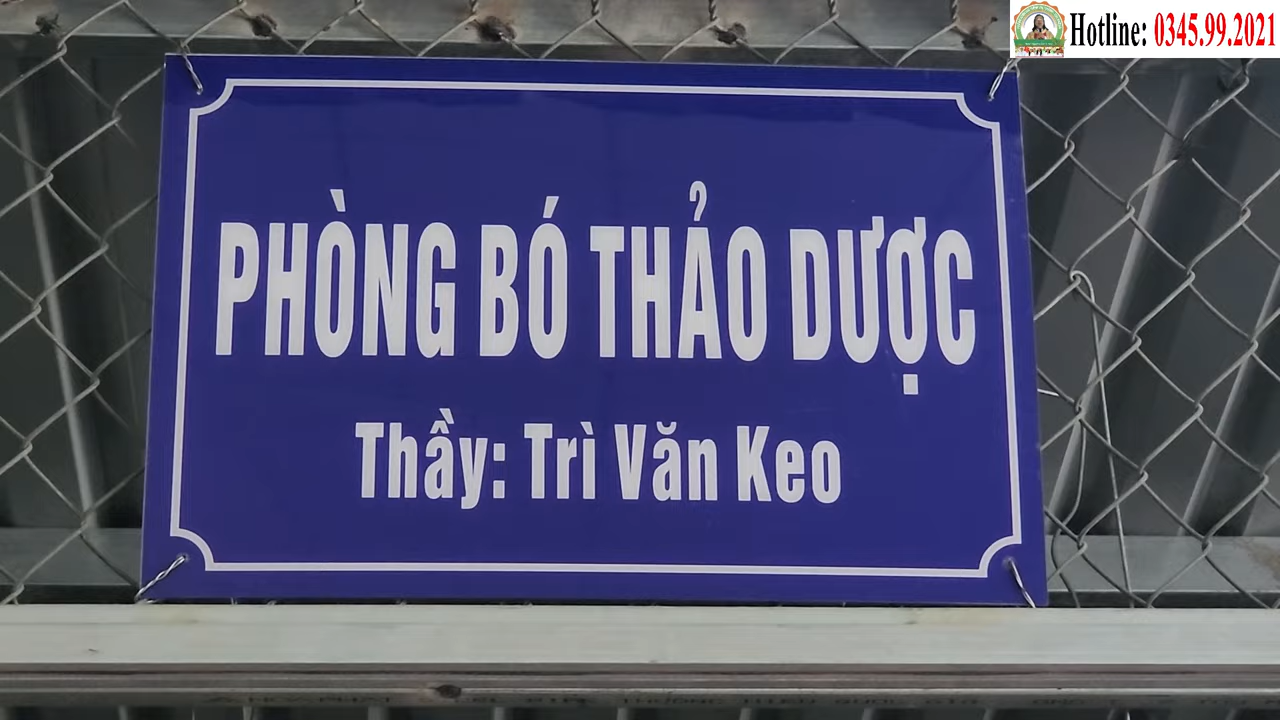 Hotline: 0345.99.2021
PHÒNG BÓ THẢO DƯỢC
Thầy: Trì Văn Keo